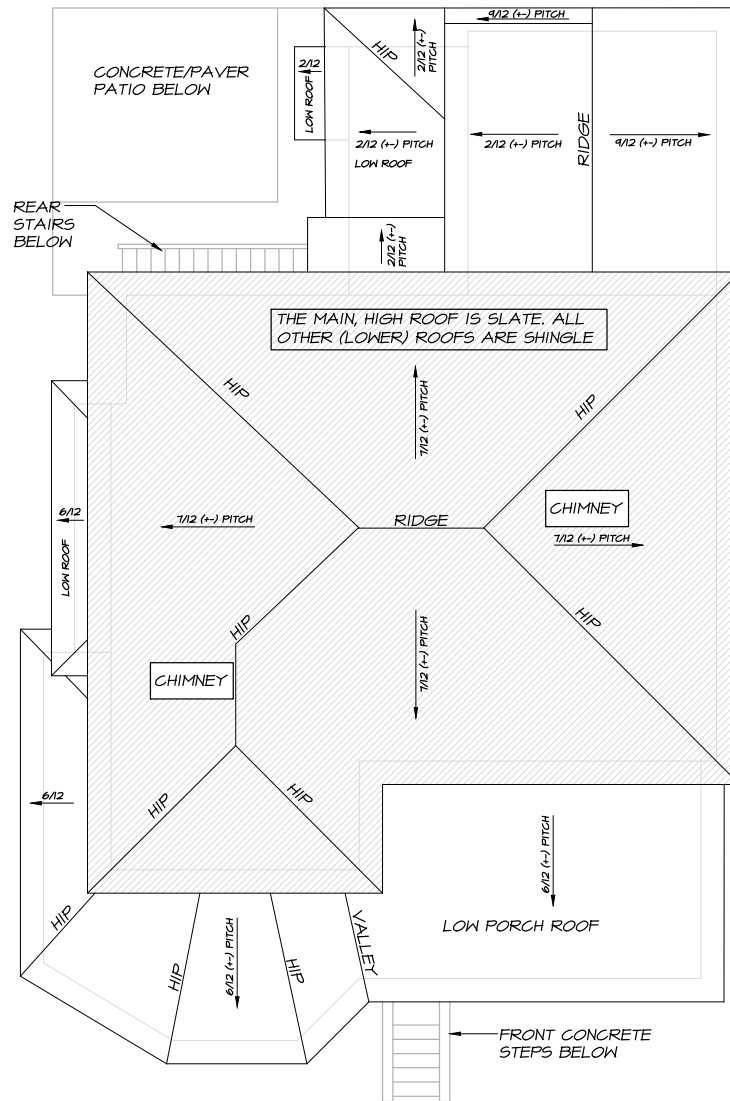 9/12 (+-) PITCH
HIP
2/12 (+-)
PITCH
CONCRETE/PAVER
PATIO BELOW
2/12
LOW ROOF
2/12 (+-) PITCH
LOW ROOF
2/12 (+-) PITCH
RIDGE
9/12 (+-) PITCH
REAR
STAIRS
BELOW
2/12 (+-)
PITCH
THE MAIN, HIGH ROOF IS SLATE. ALL
OTHER (LOWER) ROOFS ARE SHINGLE
HIP
7/12 (+-) PITCH
HIP
6/12
LOW ROOF
7/12 (+-) PITCH
RIDGE
CHIMNEY
7/12 (+-) PITCH
HIP
HIP
7/12 (+-) PITCH
CHIMNEY
6/12
HIP
HIP
6/12 (+-) PITCH
HIP
HIP
6/12 (+-) PITCH
HIP
VALLEY
LOW PORCH ROOF
FRONT CONCRETE
STEPS BELOW